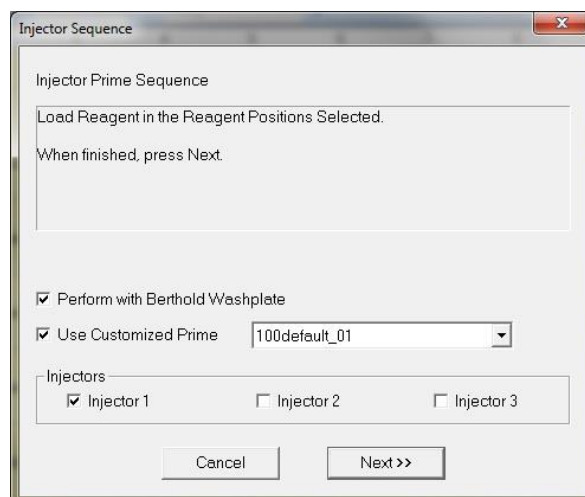 Injector Sequence
Injector Prime Sequence
Load Reagent in the Reagent Positions Selected.
When finished, press Next.
Perform with Berthold Washplate
Use Customized Prime 100default_01
Injectors
Injector 1 Injector 2 Injector 3
Cancel Next >>